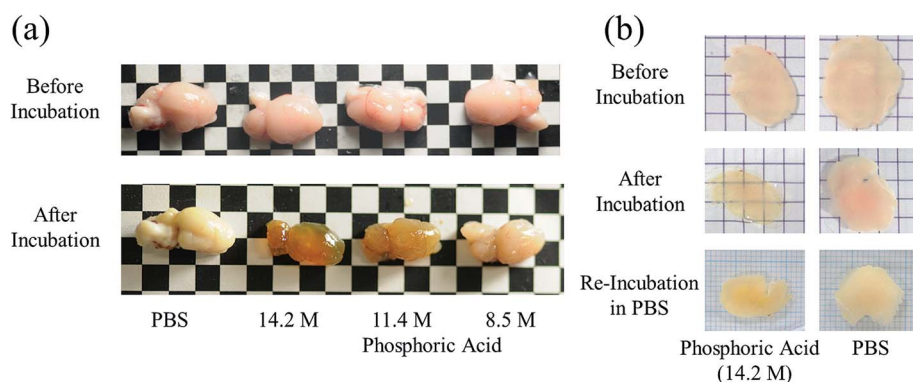 (a)
Before
Incubation
After
Incubation
PBS 14.2 M 11.4 M 8.5 M
Phosphoric Acid
(b)
Before
Incubation
After
Incubation
Re-Incubation
in PBS
Phosphoric Acid PBS
(14.2 M)